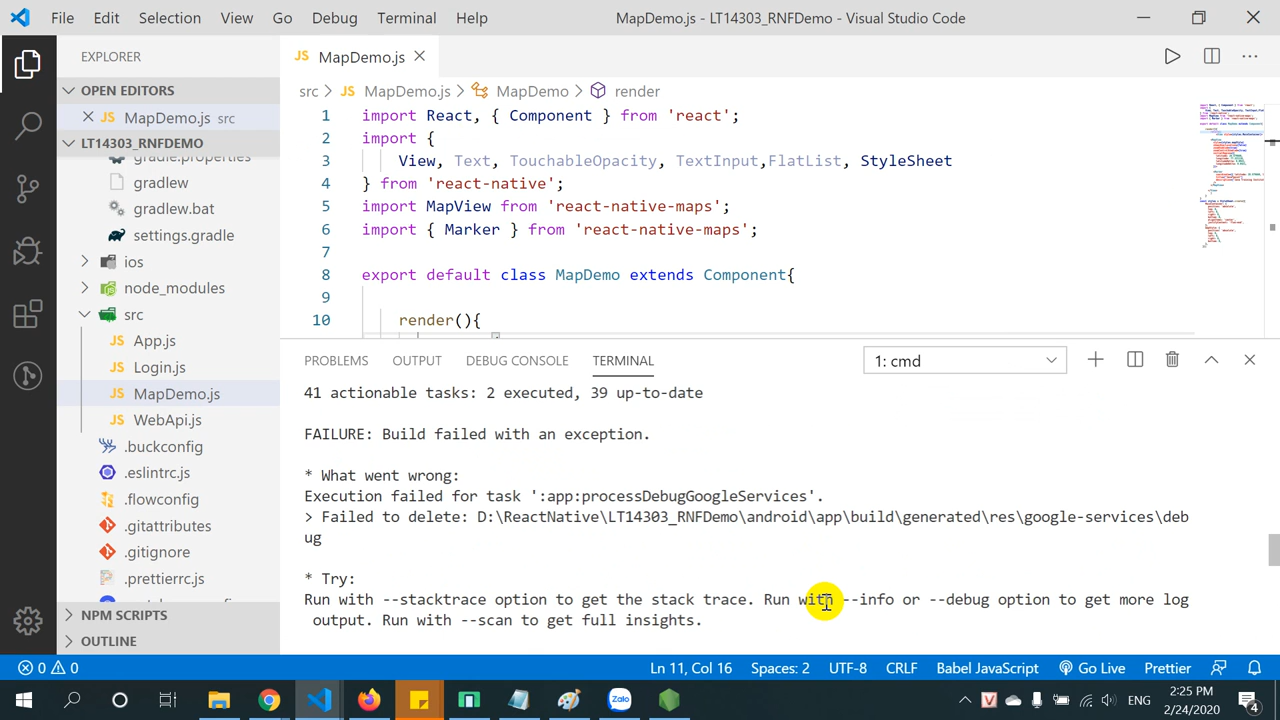 File Edit Selection View Go Debug Terminal Help MapDemo.js - LT14303_RNFDemo - Visual Studio Code
EXPLORER
OPEN EDITORS
JS MapDemo.js src
LT14303_RNFDEMO
gradle.properties
gradlew
gradlew.bat
settings.gradle
ios
node_modules
src
JS App.js
JS Login.js
JS MapDemo.js
JS WebApi.js
.buckconfig
.eslintrc.js
.flowconfig
.gitattributes
.gitignore
.prettierrc.js
NPM SCRIPTS
OUTLINE
JS MapDemo.js
src JS MapDemo.js MapDemo render
1 import React, { Component } from 'react';
2 import {
3 View, Text, TouchableOpacity, TextInput,FlatList, StyleSheet
4 } from 'react-native';
5 import MapView from 'react-native-maps';
6 import { Marker } from 'react-native-maps';
7
8 export default class MapDemo extends Component{
9
10 render(){
PROBLEMS OUTPUT DEBUG CONSOLE TERMINAL 1: cmd
41 actionable tasks: 2 executed, 39 up-to-date
FAILURE: Build failed with an exception.
* What went wrong:
Execution failed for task ':app:processDebugGoogleServices'.
> Failed to delete: D:\ReactNative\LT14303_RNFDemo\android\app\build\generated\res\google-services\deb
ug
* Try:
Run with --stacktrace option to get the stack trace. Run with --info or --debug option to get more log
output. Run with --scan to get full insights.
0 0 Ln 11, Col 16 Spaces: 2 UTF-8 CRLF Babel JavaScript Go Live Prettier
Zalo V ENG 2:25 PM
2/24/2020 4